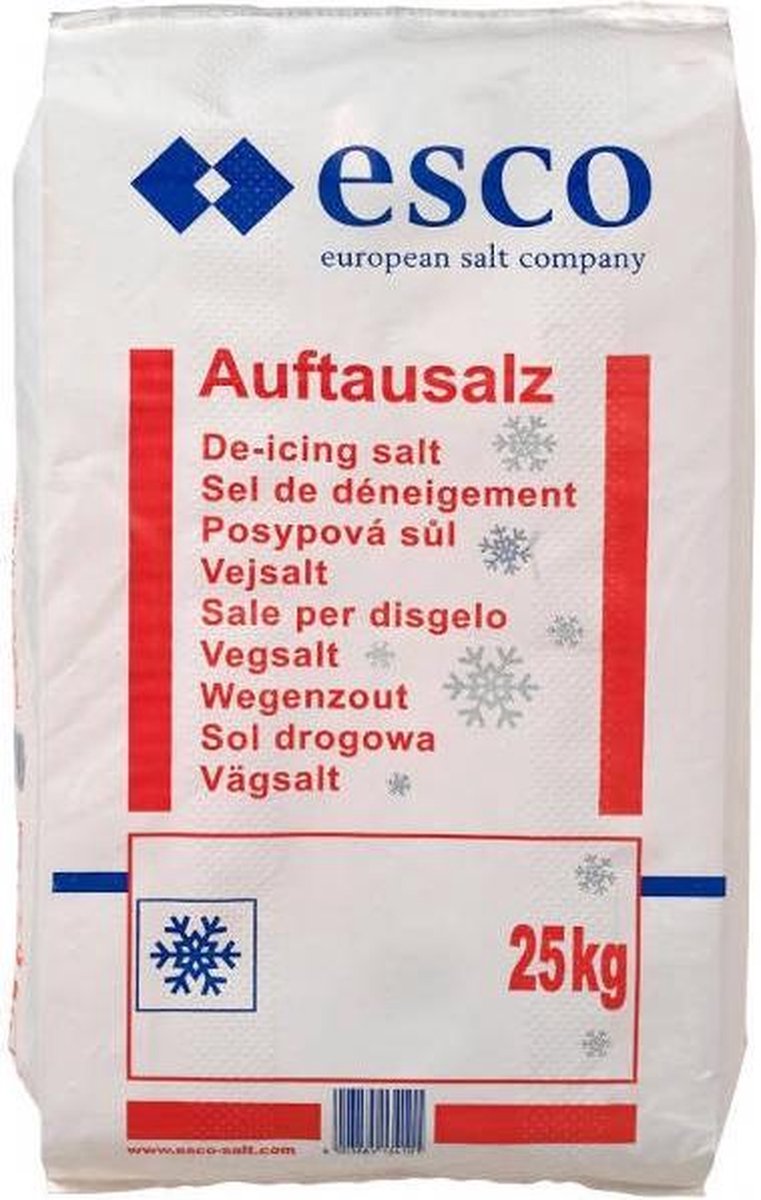 esco
european salt company
Auftausalz
De-icing salt
Sel de déneigement
Posypová sůl
Vejsalt
Sale per disgelo
Vegsalt
Wegenzout
Sol drogowa
Vägsalt
25kg
www.esco-salt.com